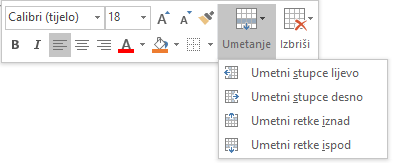 Calibri (tijelo) 18 A A
B I A Umetanje Izbriši
Umetni stupce lijevo
Umetni stupce desno
Umetni retke iznad
Umetni retke ispod